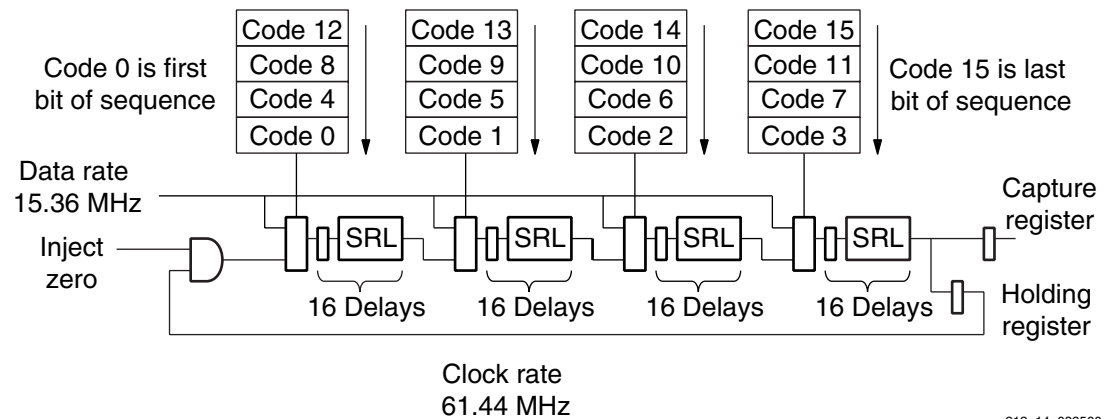 Code 12
Code 8
Code 4
Code 0
Code 13
Code 9
Code 5
Code 1
Code 14
Code 10
Code 6
Code 2
Code 15
Code 11
Code 7
Code 3
Code 0 is first
bit of sequence
Code 15 is last
bit of sequence
Data rate
15.36 MHz
Inject
zero
SRL
SRL
SRL
SRL
16 Delays
16 Delays
16 Delays
16 Delays
Capture
register
Holding
register
Clock rate
61.44 MHz